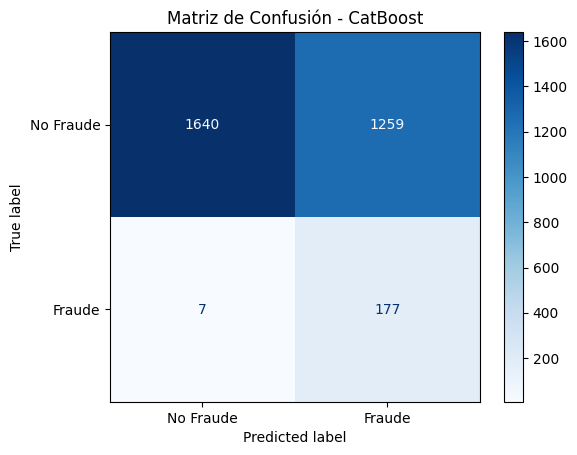 Matriz de Confusión - CatBoost
True label
No Fraude
Fraude
1640
1259
7
177
No Fraude
Fraude
Predicted label
1600
1400
1200
1000
800
600
400
200